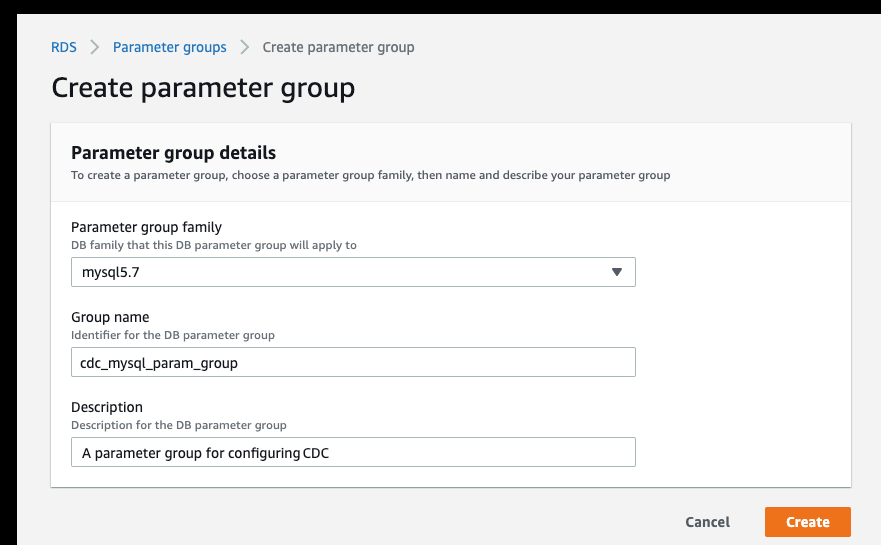 RDS > Parameter groups > Create parameter group
Create parameter group
Parameter group details
To create a parameter group, choose a parameter group family, then name and describe your parameter group
Parameter group family
DB family that this DB parameter group will apply to
mysql5.7
Group name
Identifier for the DB parameter group
cdc_mysql_param_group
Description
Description for the DB parameter group
A parameter group for configuring CDC
Cancel Create